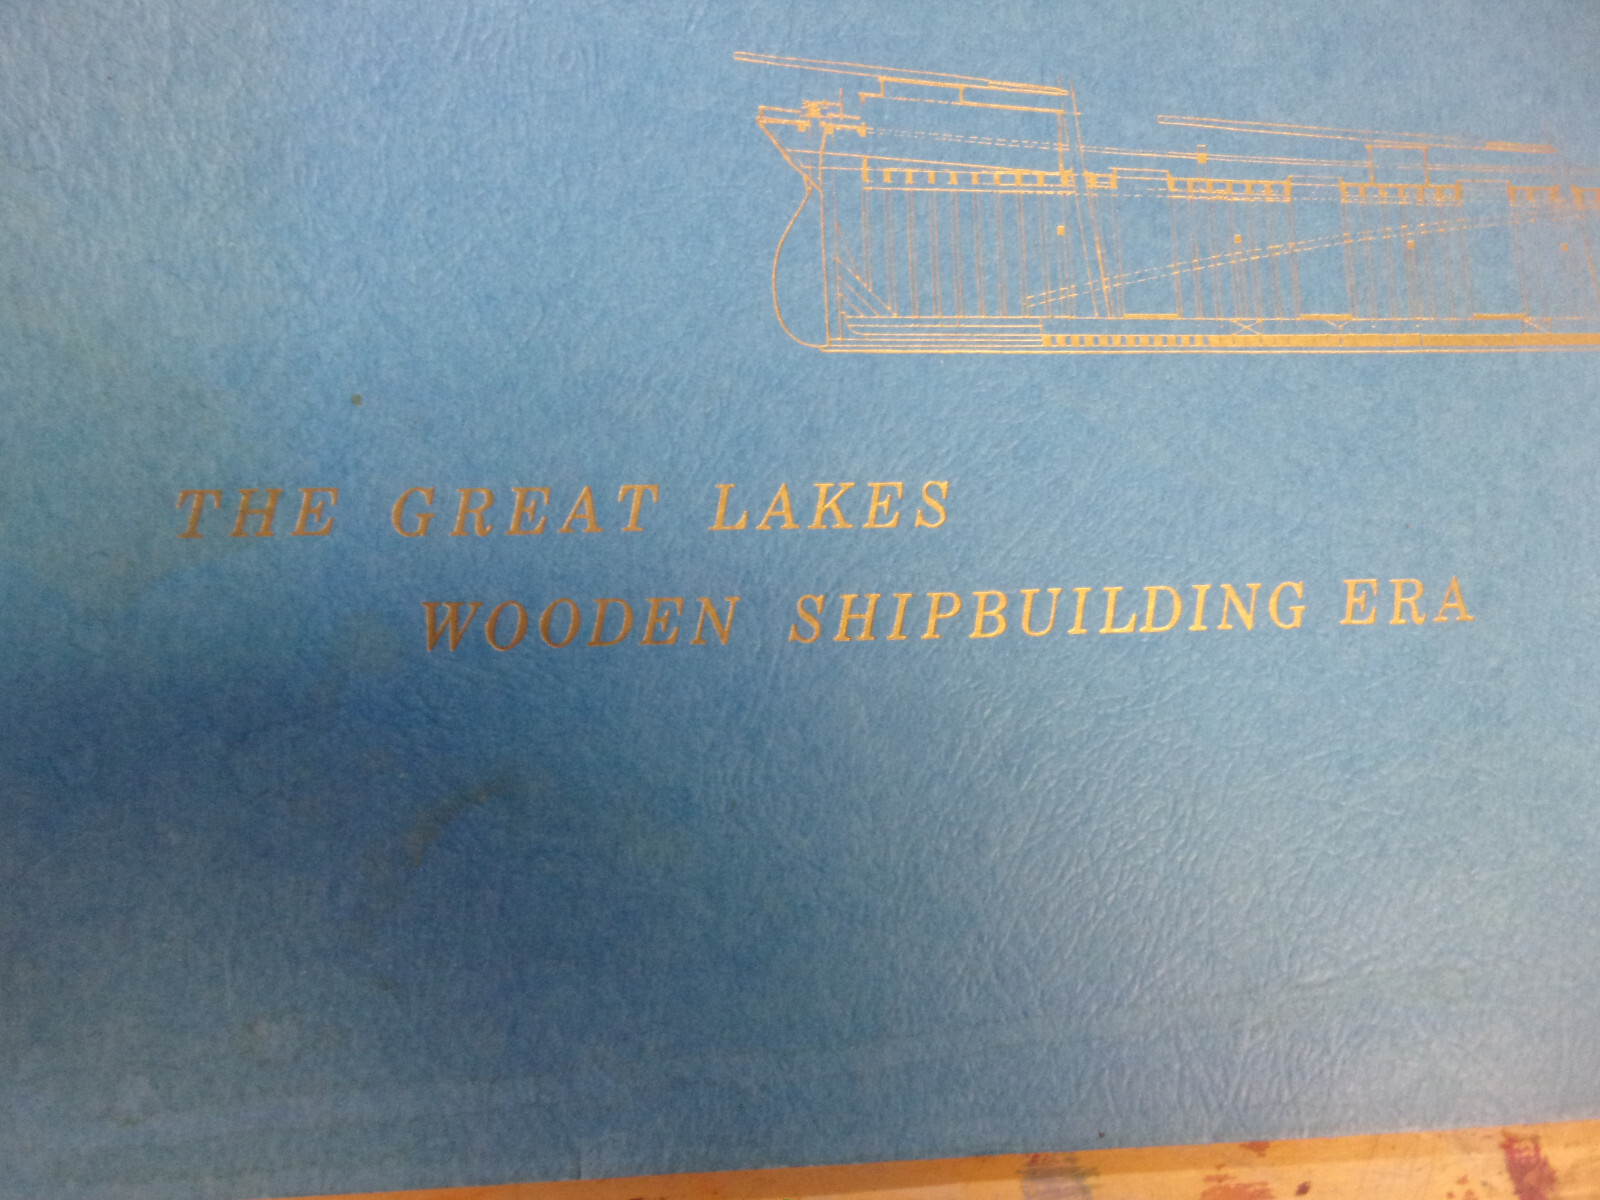 THE GREAT LAKES
WOODEN SHIPBUILDING ERA